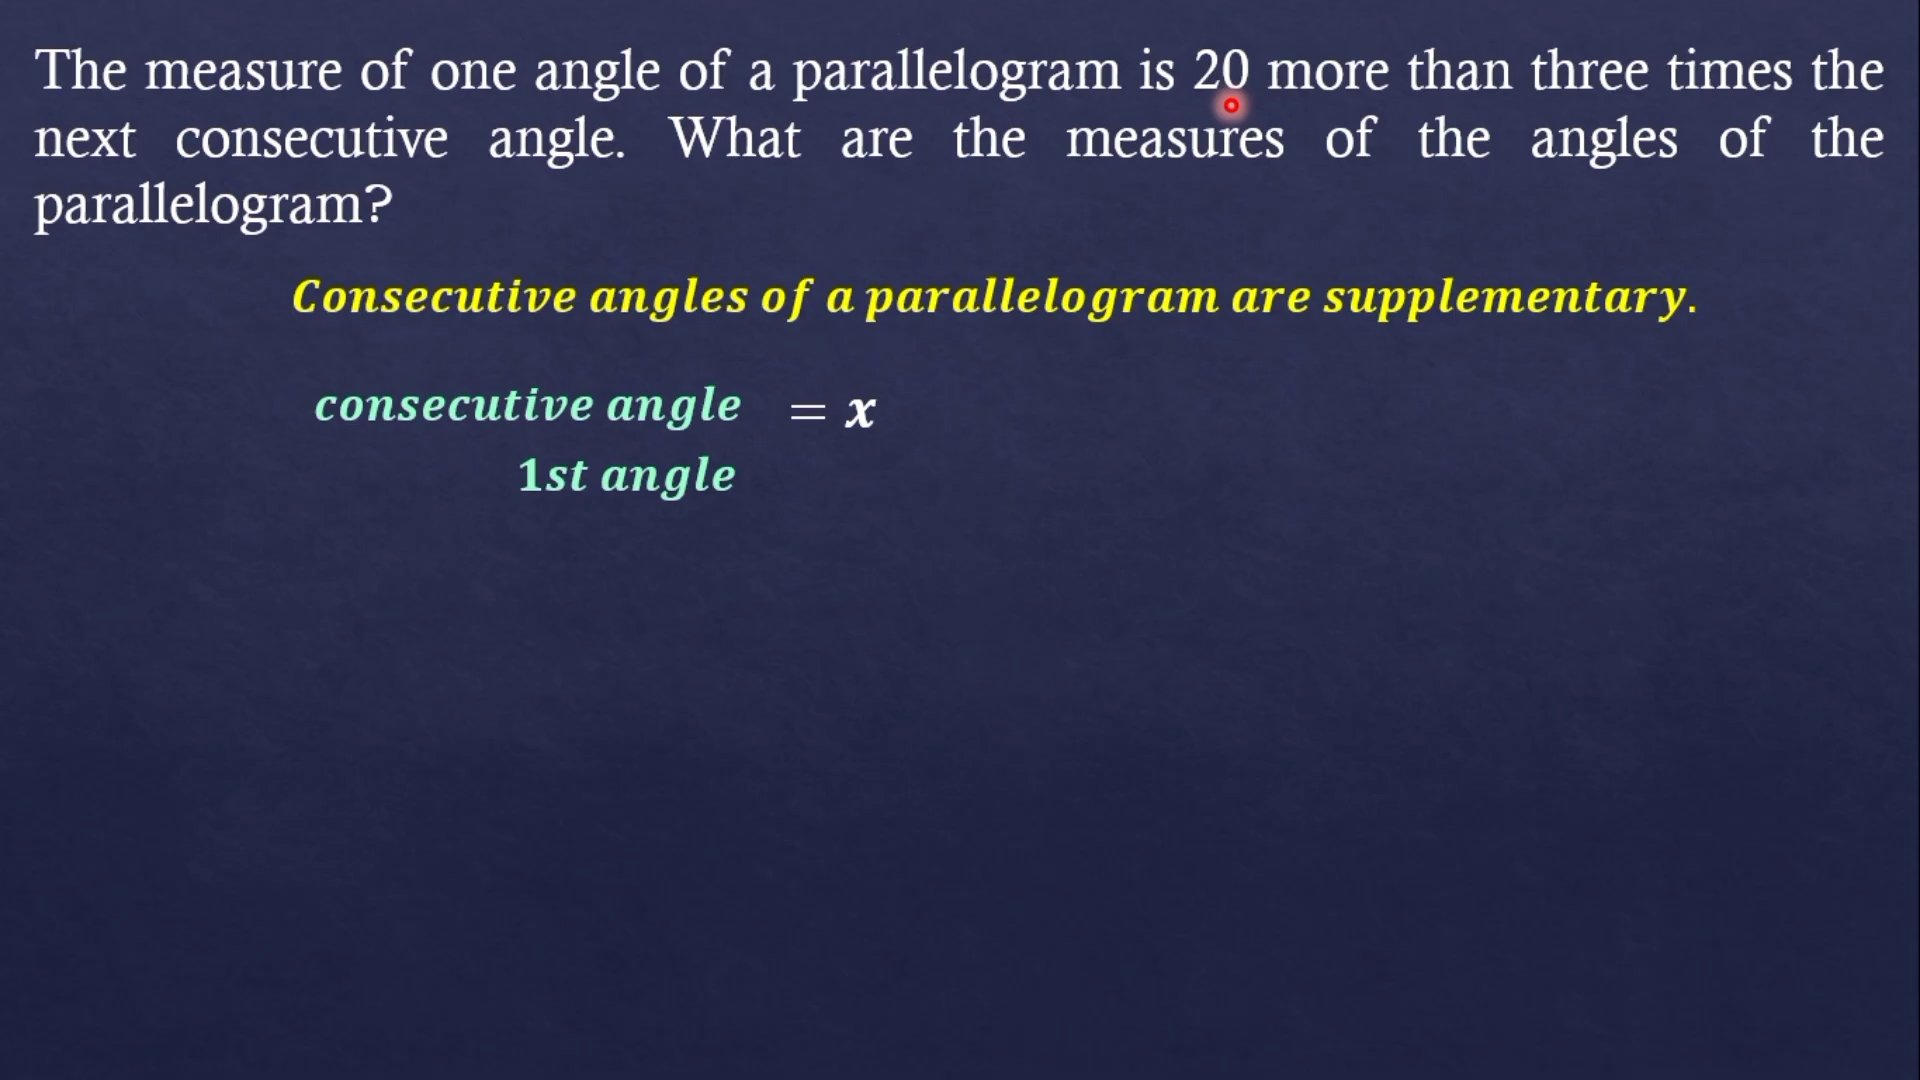 The measure of one angle of a parallelogram is 20 more than three times the
next consecutive angle. What are the measures of the angles of the
parallelogram?
Consecutive angles of a parallelogram are supplementary.
consecutive angle = x
1st angle